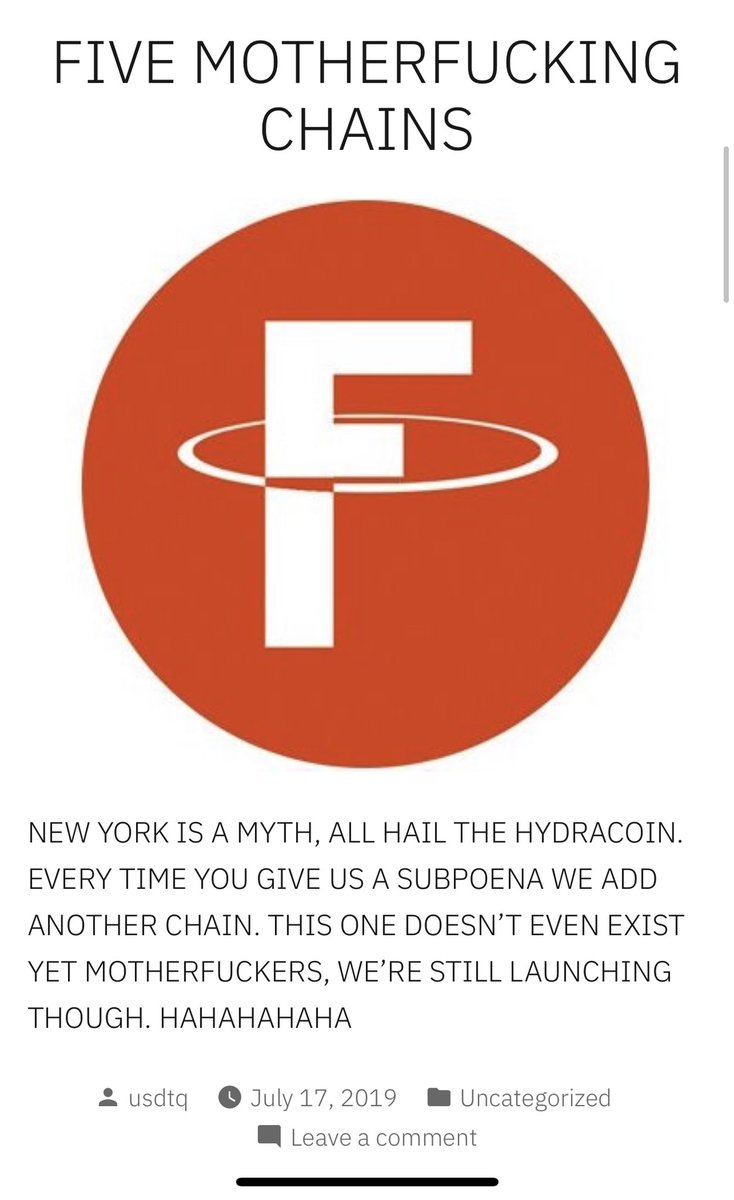 FIVE MOTHERFUCKING
CHAINS
F
NEW YORK IS A MYTH, ALL HAIL THE HYDRACOIN.
EVERY TIME YOU GIVE US A SUBPOENA WE ADD
ANOTHER CHAIN. THIS ONE DOESN’T EVEN EXIST
YET MOTHERFUCKERS, WE’RE STILL LAUNCHING
THOUGH. HAHAHAHAHA
usdtq July 17, 2019 Uncategorized
Leave a comment